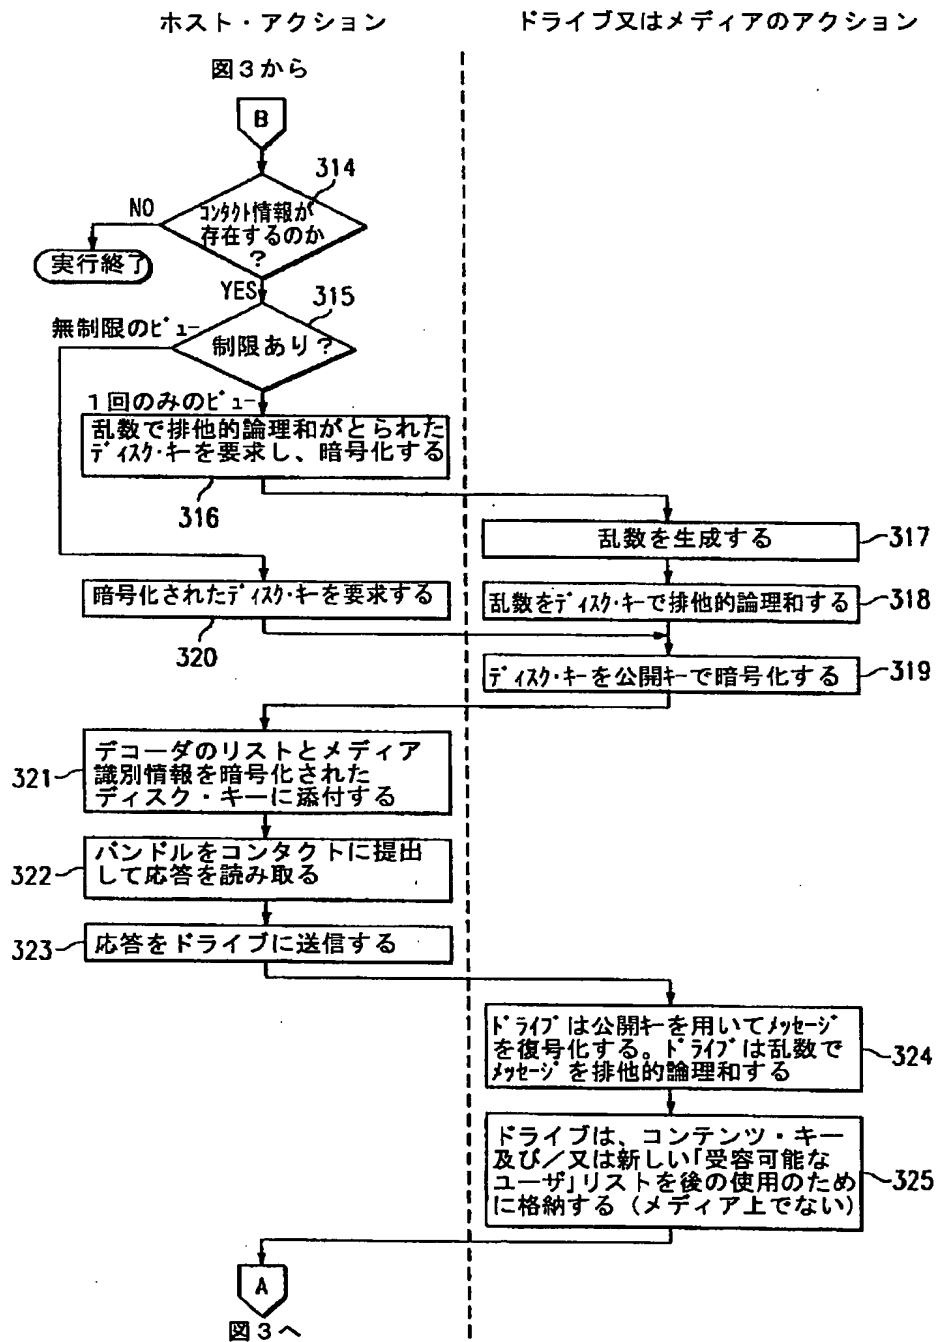 ホスト・アクション
ドライブ又はメディアのアクション
図3から
B
314
コンタクト情報が
存在するのか
?
NO
実行終了
YES
315
無制限のビュー
制限あり?
1回のみのビュー
乱数で排他的論理和がとられた
ディスク・キーを要求し、暗号化する
316
乱数を生成する
317
暗号化されたディスク・キーを要求する
320
乱数をディスク・キーで排他的論理和する
318
ディスク・キーを公開キーで暗号化する
319
デコーダのリストとメディア
識別情報を暗号化された
ディスク・キーに添付する
321
バンドルをコンタクトに提出
して応答を読み取る
322
応答をドライブに送信する
323
ドライブは公開キーを用いてメッセージ
を復号化する。ドライブは乱数で
メッセージを排他的論理和する
324
ドライブは、コンテンツ・キー
及び/又は新しい「受容可能な
ユーザ」リストを後の使用のため
に格納する(メディア上でない)
325
A
図3へ